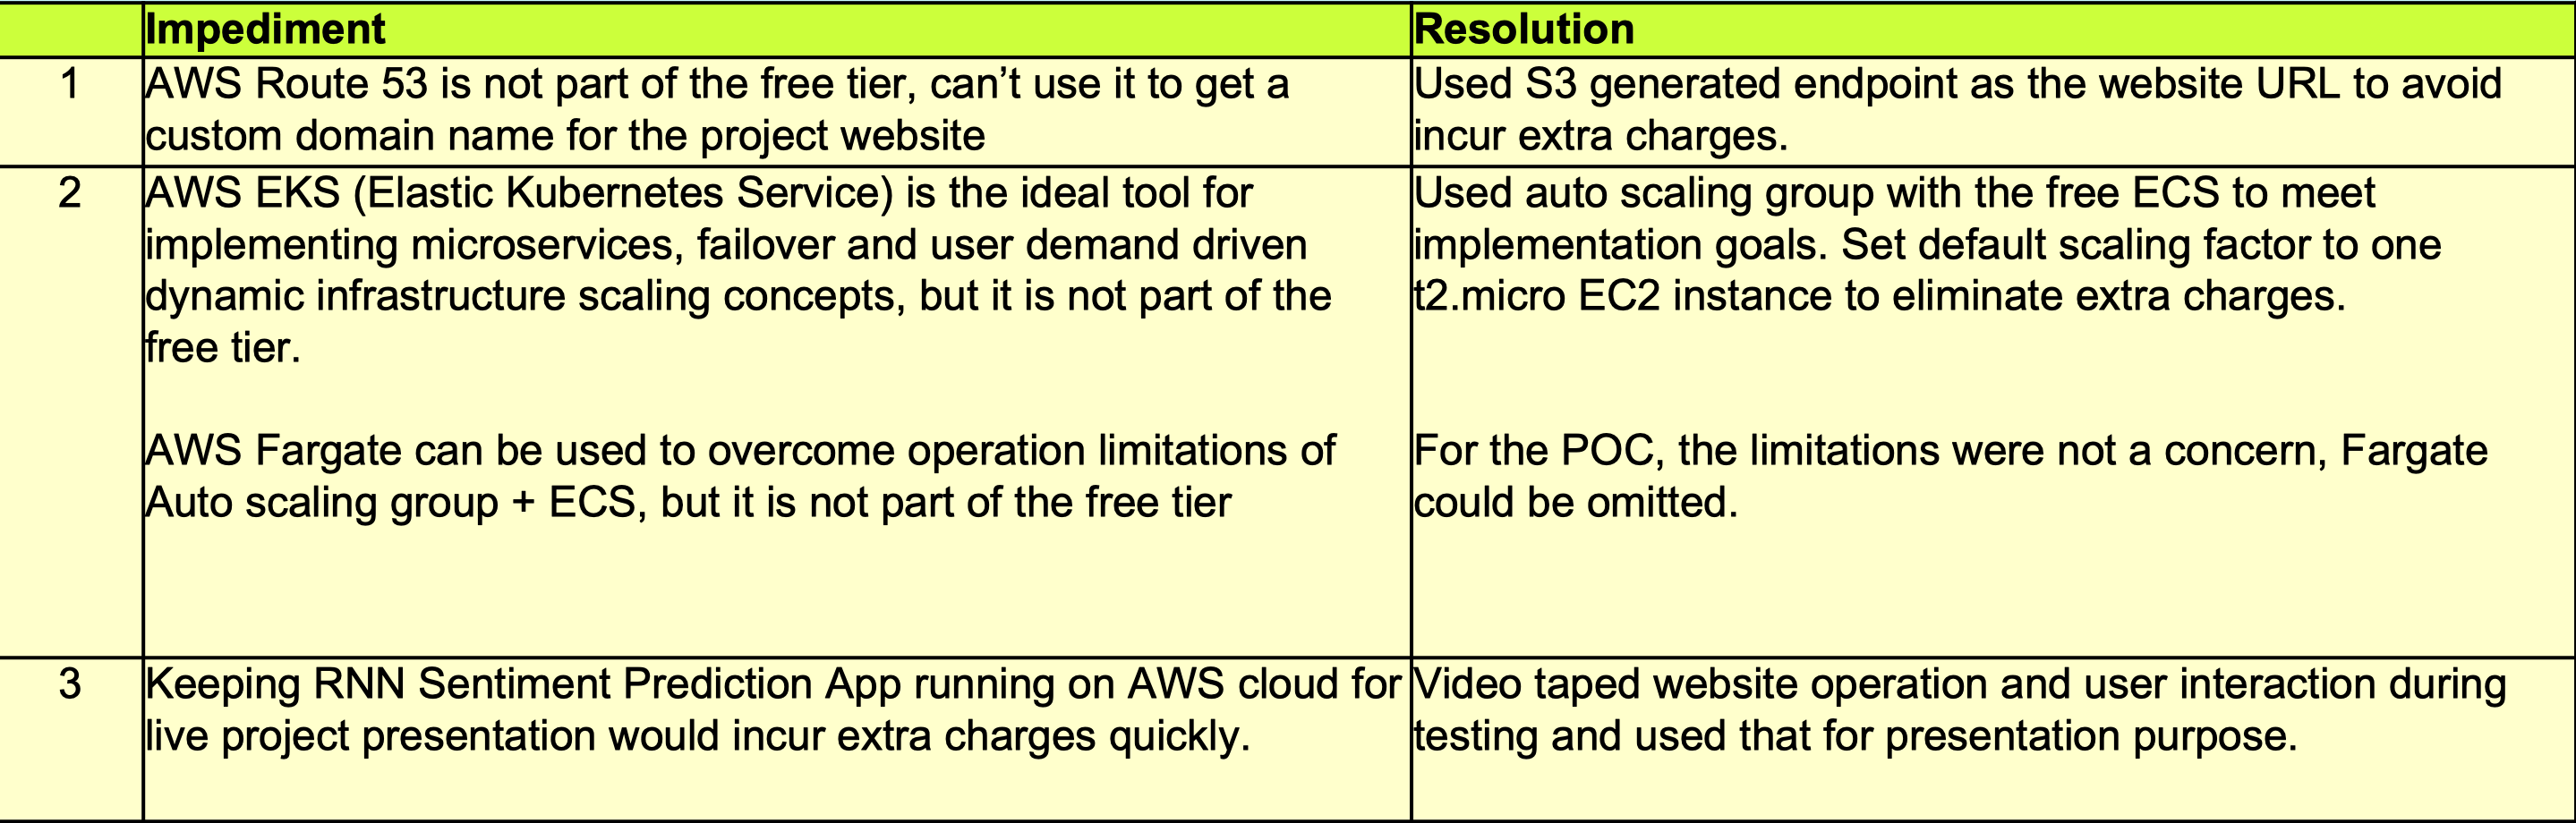 Impediment
Resolution
1
AWS Route 53 is not part of the free tier, can’t use it to get a
custom domain name for the project website
Used S3 generated endpoint as the website URL to avoid
incur extra charges.
2
AWS EKS (Elastic Kubernetes Service) is the ideal tool for
implementing microservices, failover and user demand driven
dynamic infrastructure scaling concepts, but it is not part of the
free tier.
AWS Fargate can be used to overcome operation limitations of
Auto scaling group + ECS, but it is not part of the free tier
Used auto scaling group with the free ECS to meet
implementation goals. Set default scaling factor to one
t2.micro EC2 instance to eliminate extra charges.
For the POC, the limitations were not a concern, Fargate
could be omitted.
3
Keeping RNN Sentiment Prediction App running on AWS cloud for
live project presentation would incur extra charges quickly.
Video taped website operation and user interaction during
testing and used that for presentation purpose.